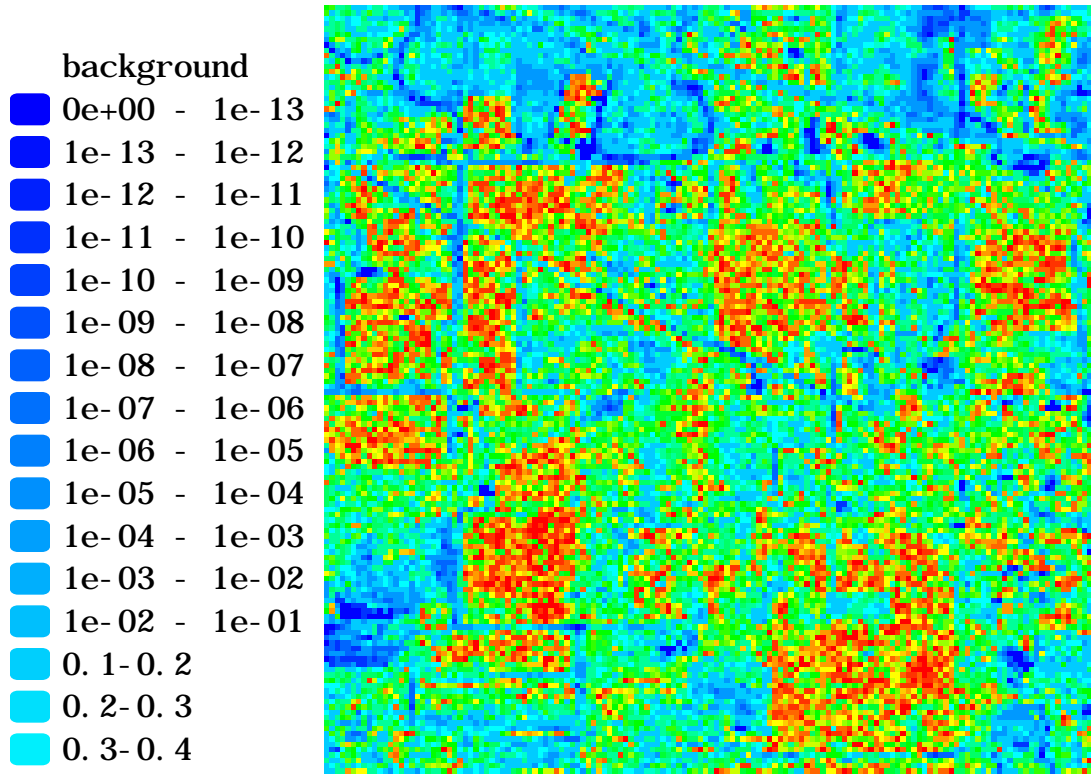 background
0e+00 - 1e-13
1e-13 - 1e-12
1e-12 - 1e-11
1e-11 - 1e-10
1e-10 - 1e-09
1e-09 - 1e-08
1e-08 - 1e-07
1e-07 - 1e-06
1e-06 - 1e-05
1e-05 - 1e-04
1e-04 - 1e-03
1e-03 - 1e-02
1e-02 - 1e-01
0.1-0.2
0.2-0.3
0.3-0.4